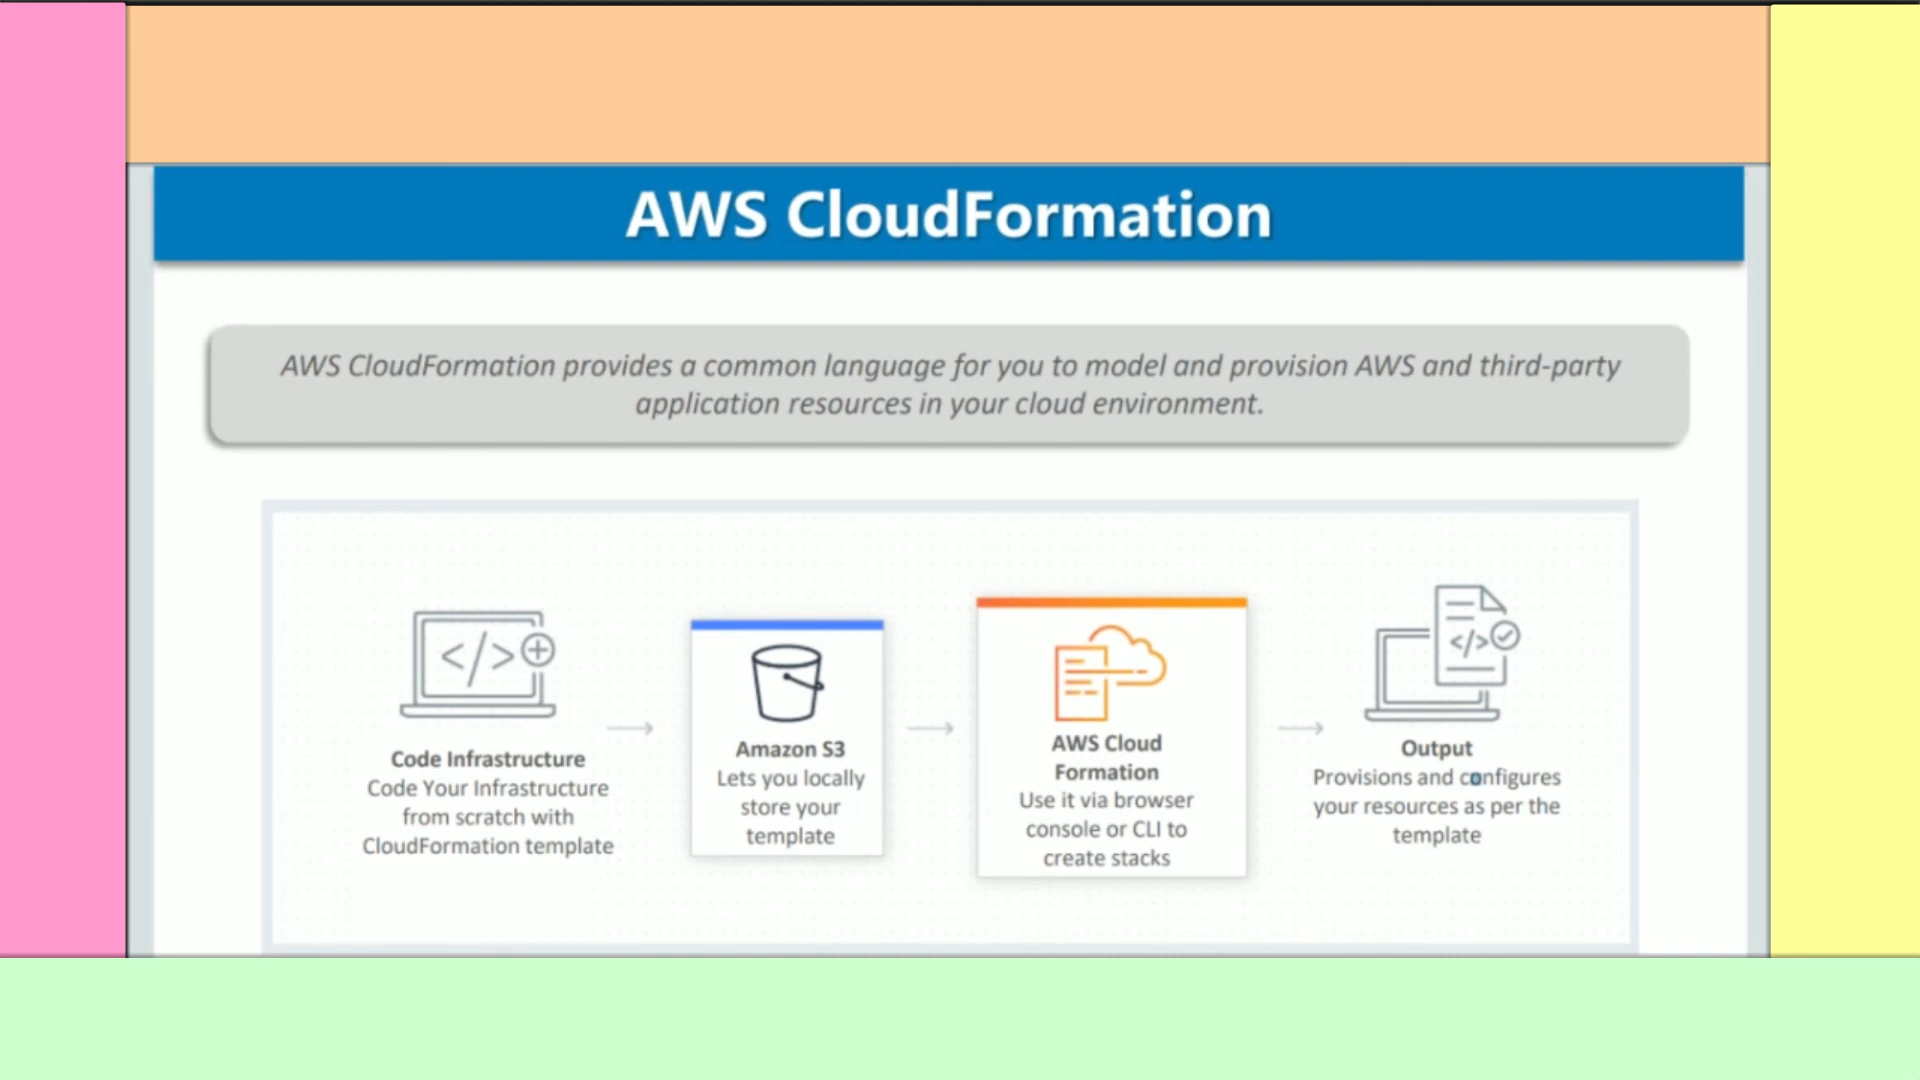 AWS CloudFormation
AWS CloudFormation provides a common language for you to model and provision AWS and third-party
application resources in your cloud environment.
Code Infrastructure
Code Your Infrastructure
from scratch with
CloudFormation template
Amazon S3
Lets you locally
store your
template
AWS Cloud
Formation
Use it via browser
console or CLI to
create stacks
Output
Provisions and configures
your resources as per the
template